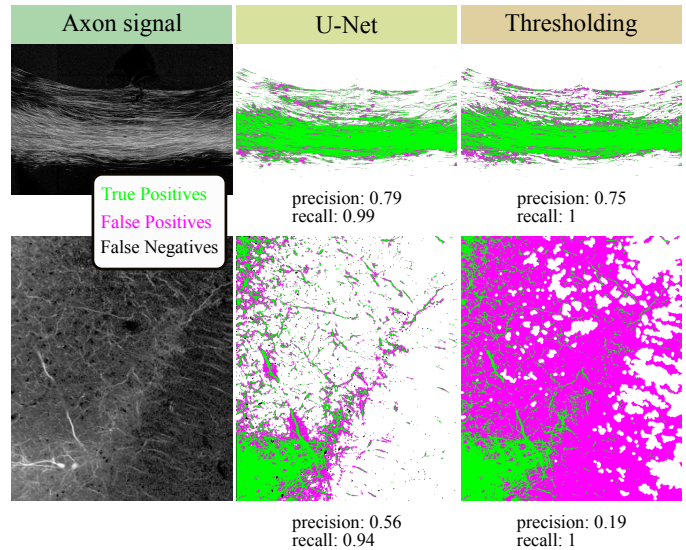 Axon signal
U-Net
Thresholding
True Positives
False Positives
False Negatives
precision: 0.79
recall: 0.99
precision: 0.75
recall: 1
precision: 0.56
recall: 0.94
precision: 0.19
recall: 1